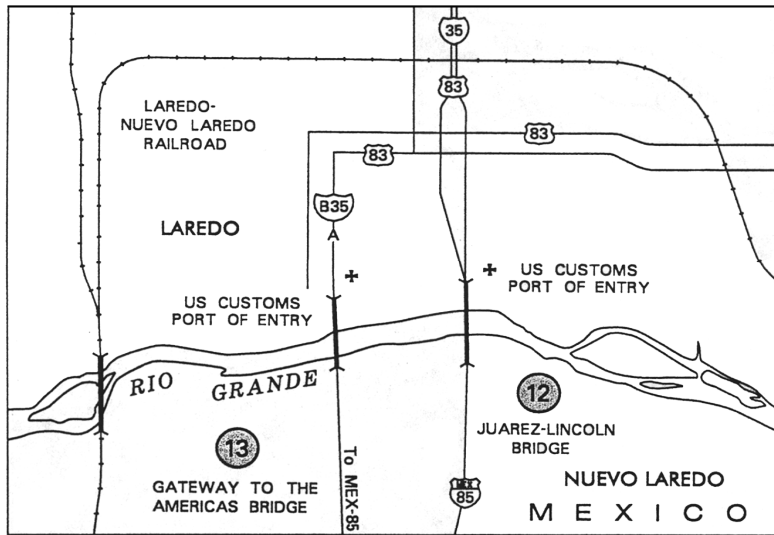 35
83
LAREDO-
NUEVO LAREDO
RAILROAD
83
83
B35
A
LAREDO
US CUSTOMS
PORT OF ENTRY
US CUSTOMS
PORT OF ENTRY
RIO GRANDE
12
JUAREZ-LINCOLN
BRIDGE
13
GATEWAY TO THE
AMERICAS BRIDGE
To MEX-85
MEX
85
NUEVO LAREDO
MEXICO